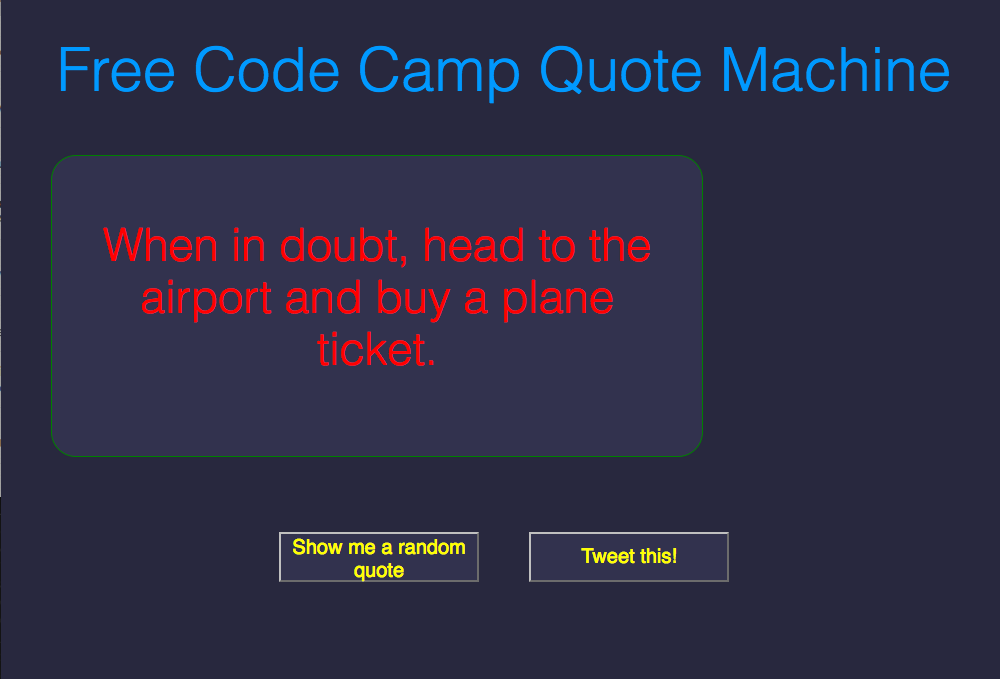 Free Code Camp Quote Machine
When in doubt, head to the
airport and buy a plane
ticket.
Show me a random
quote
Tweet this!